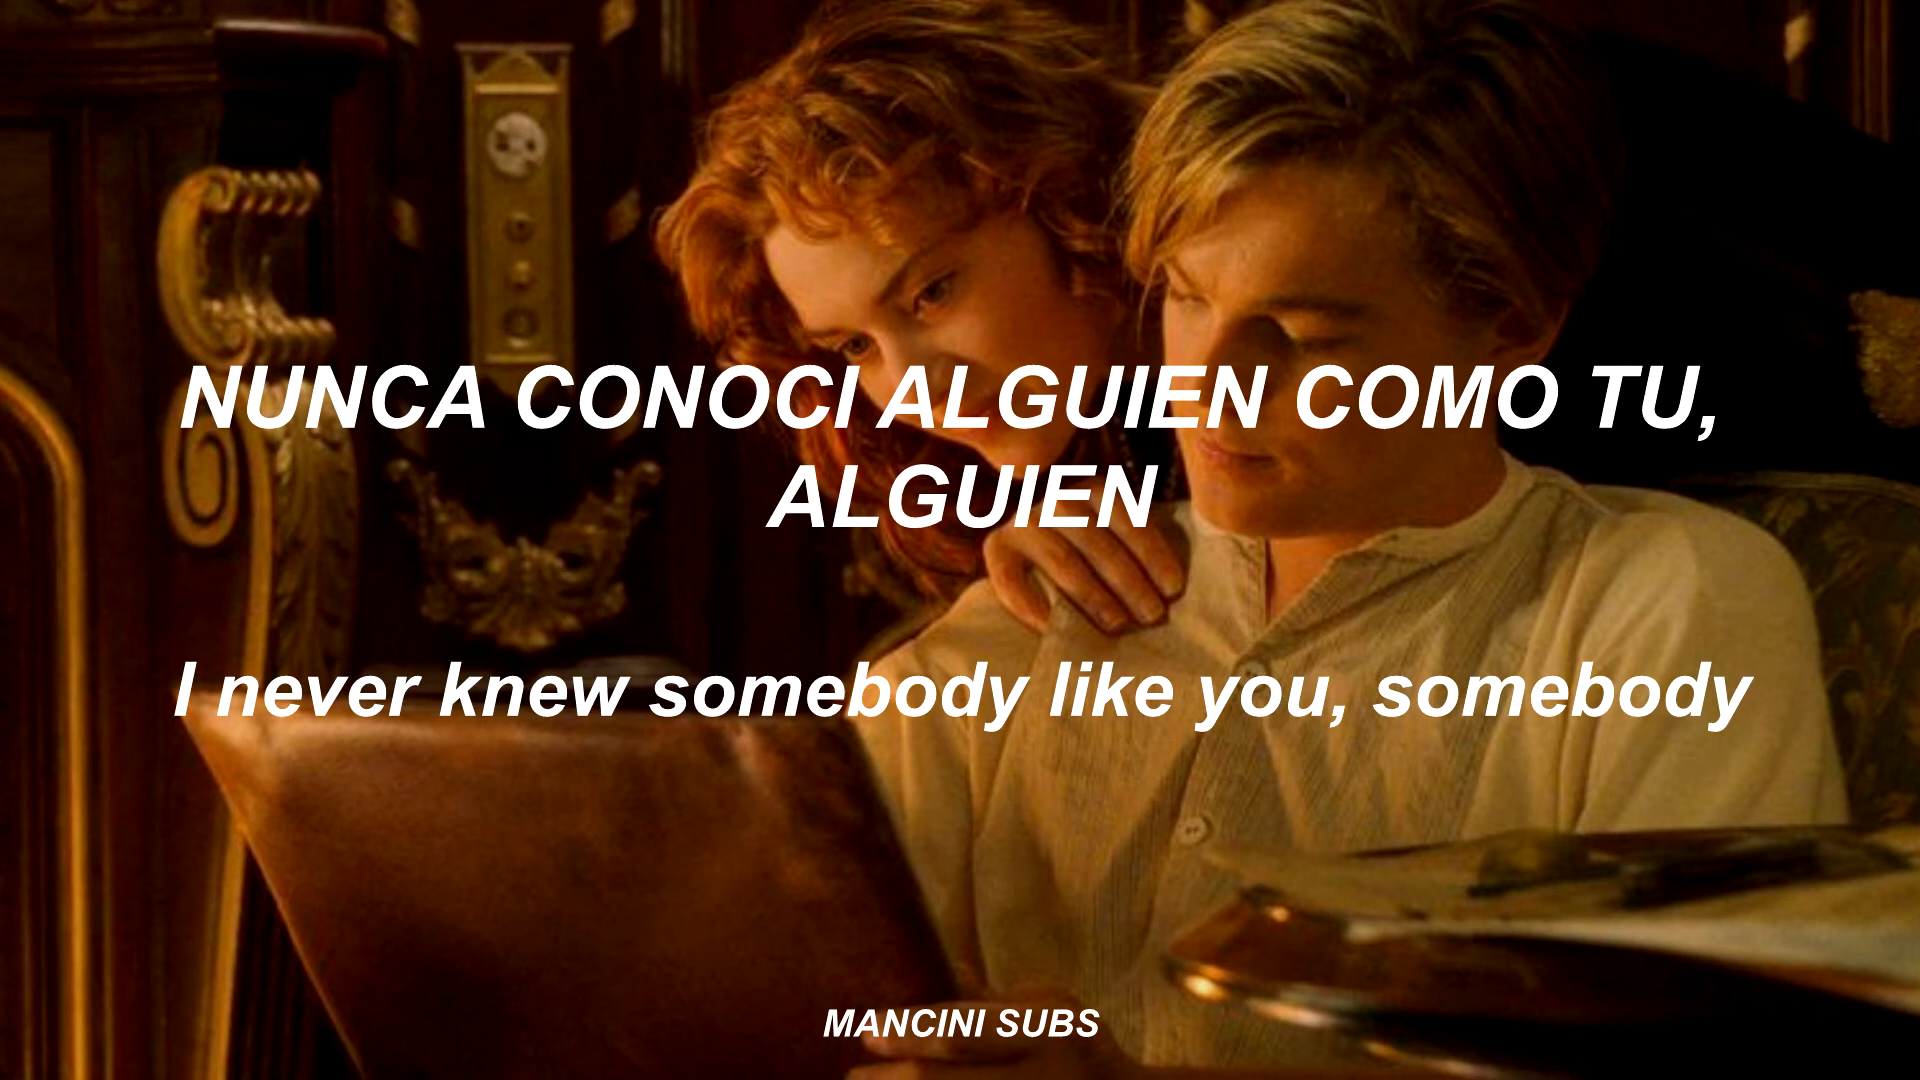 NUNCA CONOCI ALGUIEN COMO TU,
ALGUIEN
I never knew somebody like you, somebody
MANCINI SUBS